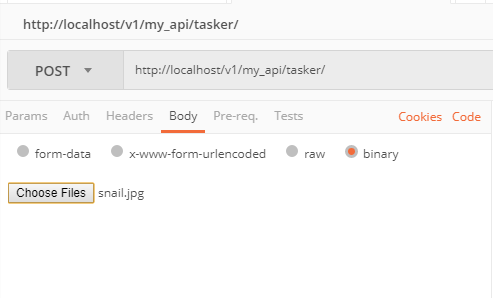 http://localhost/v1/my_api/tasker/
POST http://localhost/v1/my_api/tasker/
Params Auth Headers Body Pre-req. Tests Cookies Code
form-data x-www-form-urlencoded raw binary
Choose Files snail.jpg